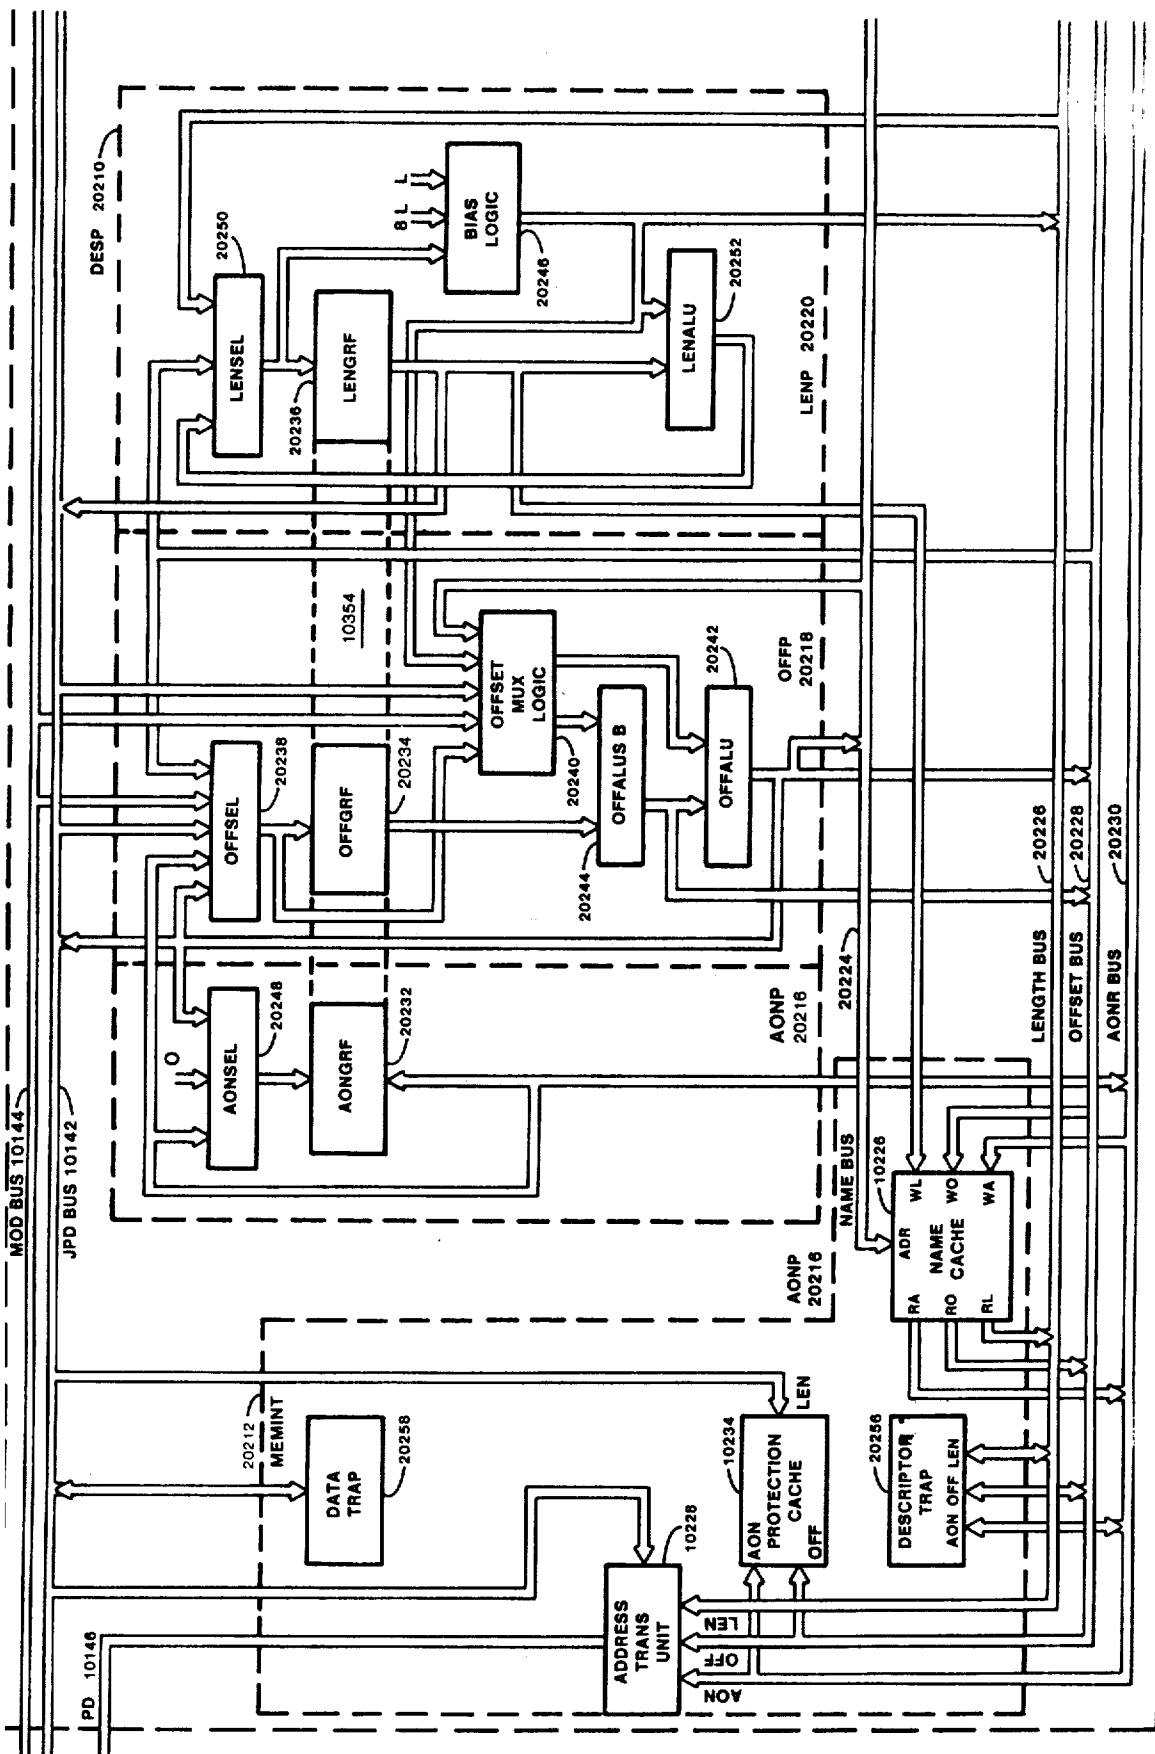 MOD BUS 10144
JPD BUS 10142
PD 10146
DESP 20210
LENSEL
20250
8 L
L
BIAS
LOGIC
20246
20236
LENGRF
LENALU
20252
LENP 20220
OFFSEL
20238
10354
OFFGRF
20234
OFFSET
MUX
LOGIC
20240
OFFALUS B
20244
OFFALU
20242
OFFP
20218
O
AONSEL
20248
AONGRF
20232
AONP
20216
20224
NAME BUS
LENGTH BUS
20226
OFFSET BUS
20228
AONR BUS
20230
AONP
20216
10226
ADR
NAME
CACHE
WL
WO
WA
RA
RO
RL
20212
MEMINT
DATA
TRAP
20258
LEN
10234
AON
PROTECTION
CACHE
OFF
20256
DESCRIPTOR
TRAP
AON OFF LEN
10228
ADDRESS
TRANS
UNIT
LEN
OFF
AON